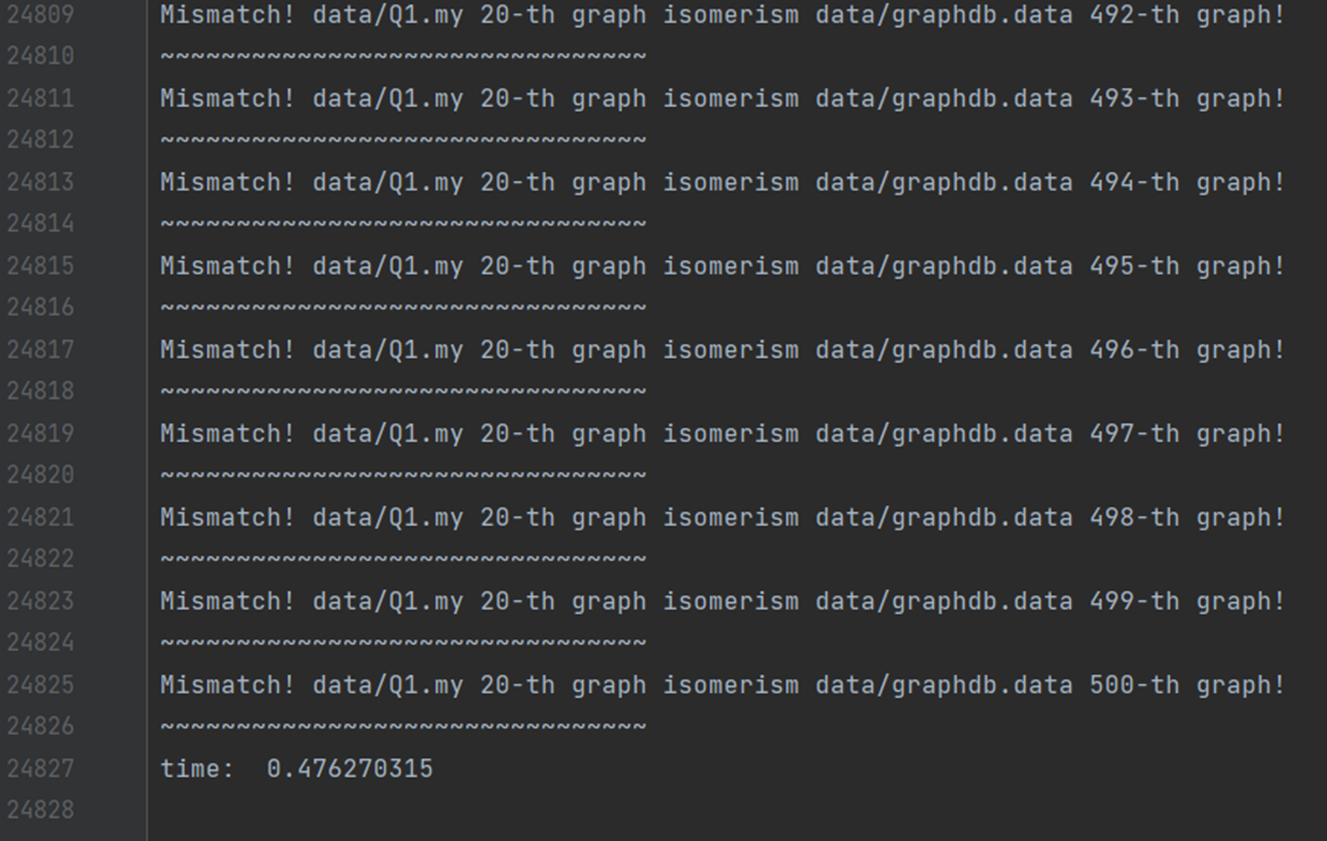 24809 Mismatch! data/Q1.my 20-th graph isomerism data/graphdb.data 492-th graph!
24810 ~~~~~~~~~~~~~~~~~~~~~~~~~~~~~~~~
24811 Mismatch! data/Q1.my 20-th graph isomerism data/graphdb.data 493-th graph!
24812 ~~~~~~~~~~~~~~~~~~~~~~~~~~~~~~~~
24813 Mismatch! data/Q1.my 20-th graph isomerism data/graphdb.data 494-th graph!
24814 ~~~~~~~~~~~~~~~~~~~~~~~~~~~~~~~~
24815 Mismatch! data/Q1.my 20-th graph isomerism data/graphdb.data 495-th graph!
24816 ~~~~~~~~~~~~~~~~~~~~~~~~~~~~~~~~
24817 Mismatch! data/Q1.my 20-th graph isomerism data/graphdb.data 496-th graph!
24818 ~~~~~~~~~~~~~~~~~~~~~~~~~~~~~~~~
24819 Mismatch! data/Q1.my 20-th graph isomerism data/graphdb.data 497-th graph!
24820 ~~~~~~~~~~~~~~~~~~~~~~~~~~~~~~~~
24821 Mismatch! data/Q1.my 20-th graph isomerism data/graphdb.data 498-th graph!
24822 ~~~~~~~~~~~~~~~~~~~~~~~~~~~~~~~~
24823 Mismatch! data/Q1.my 20-th graph isomerism data/graphdb.data 499-th graph!
24824 ~~~~~~~~~~~~~~~~~~~~~~~~~~~~~~~~
24825 Mismatch! data/Q1.my 20-th graph isomerism data/graphdb.data 500-th graph!
24826 ~~~~~~~~~~~~~~~~~~~~~~~~~~~~~~~~
24827 time:  0.476270315
24828